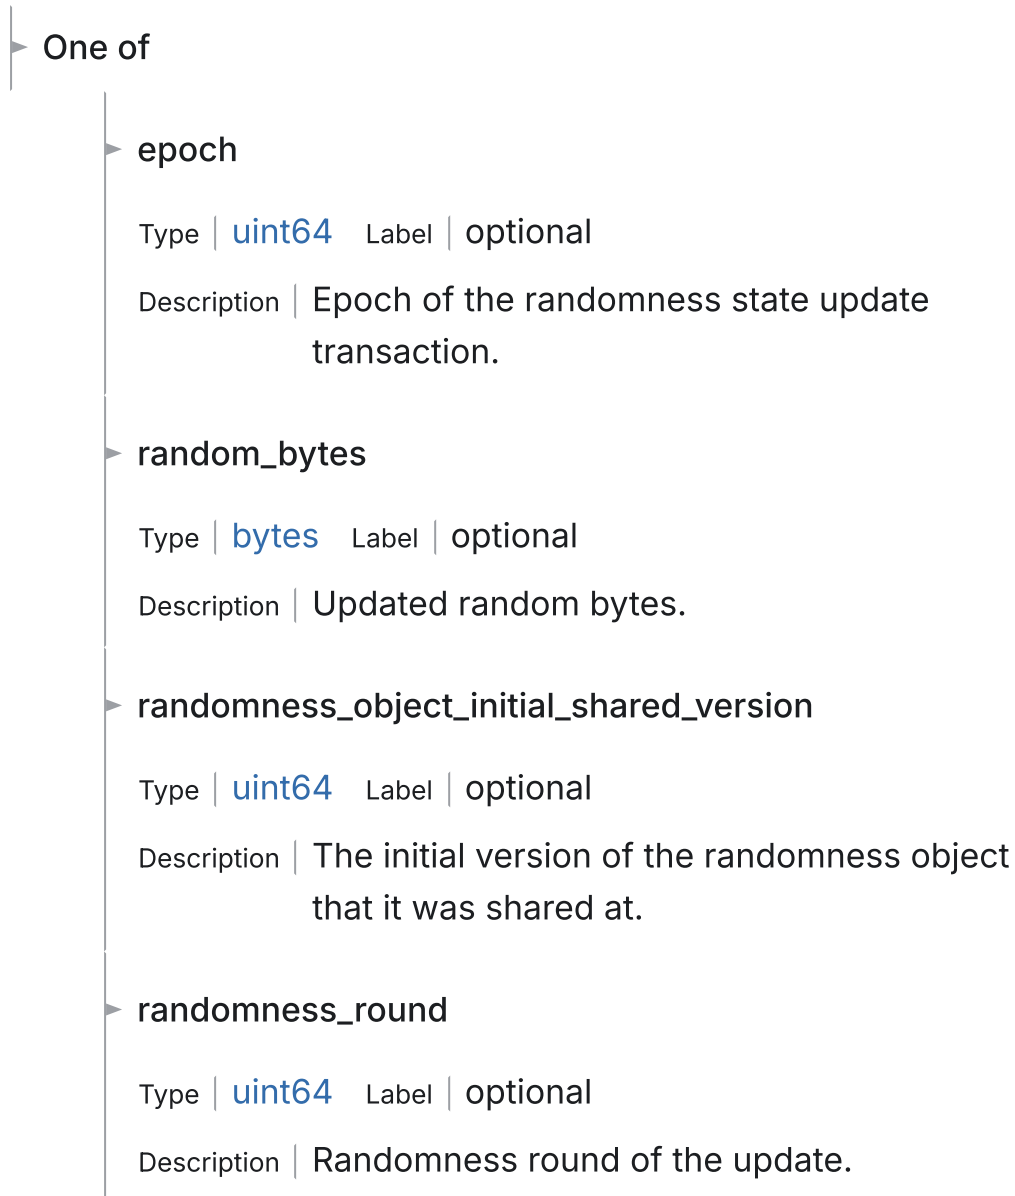 One of
epoch
Type uint64 Label optional
Description Epoch of the randomness state update
transaction.
random_bytes
Type bytes Label optional
Description Updated random bytes.
randomness_object_initial_shared_version
Type uint64 Label optional
Description The initial version of the randomness object
that it was shared at.
randomness_round
Type uint64 Label optional
Description Randomness round of the update.